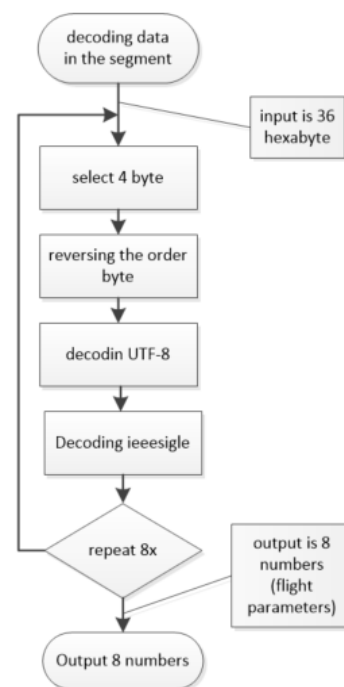 decoding data
in the segment
input is 36
hexabyte
select 4 byte
reversing the order
byte
decodin UTF-8
Decoding ieeesigle
repeat 8x
output is 8
numbers
(flight
parameters)
Output 8 numbers